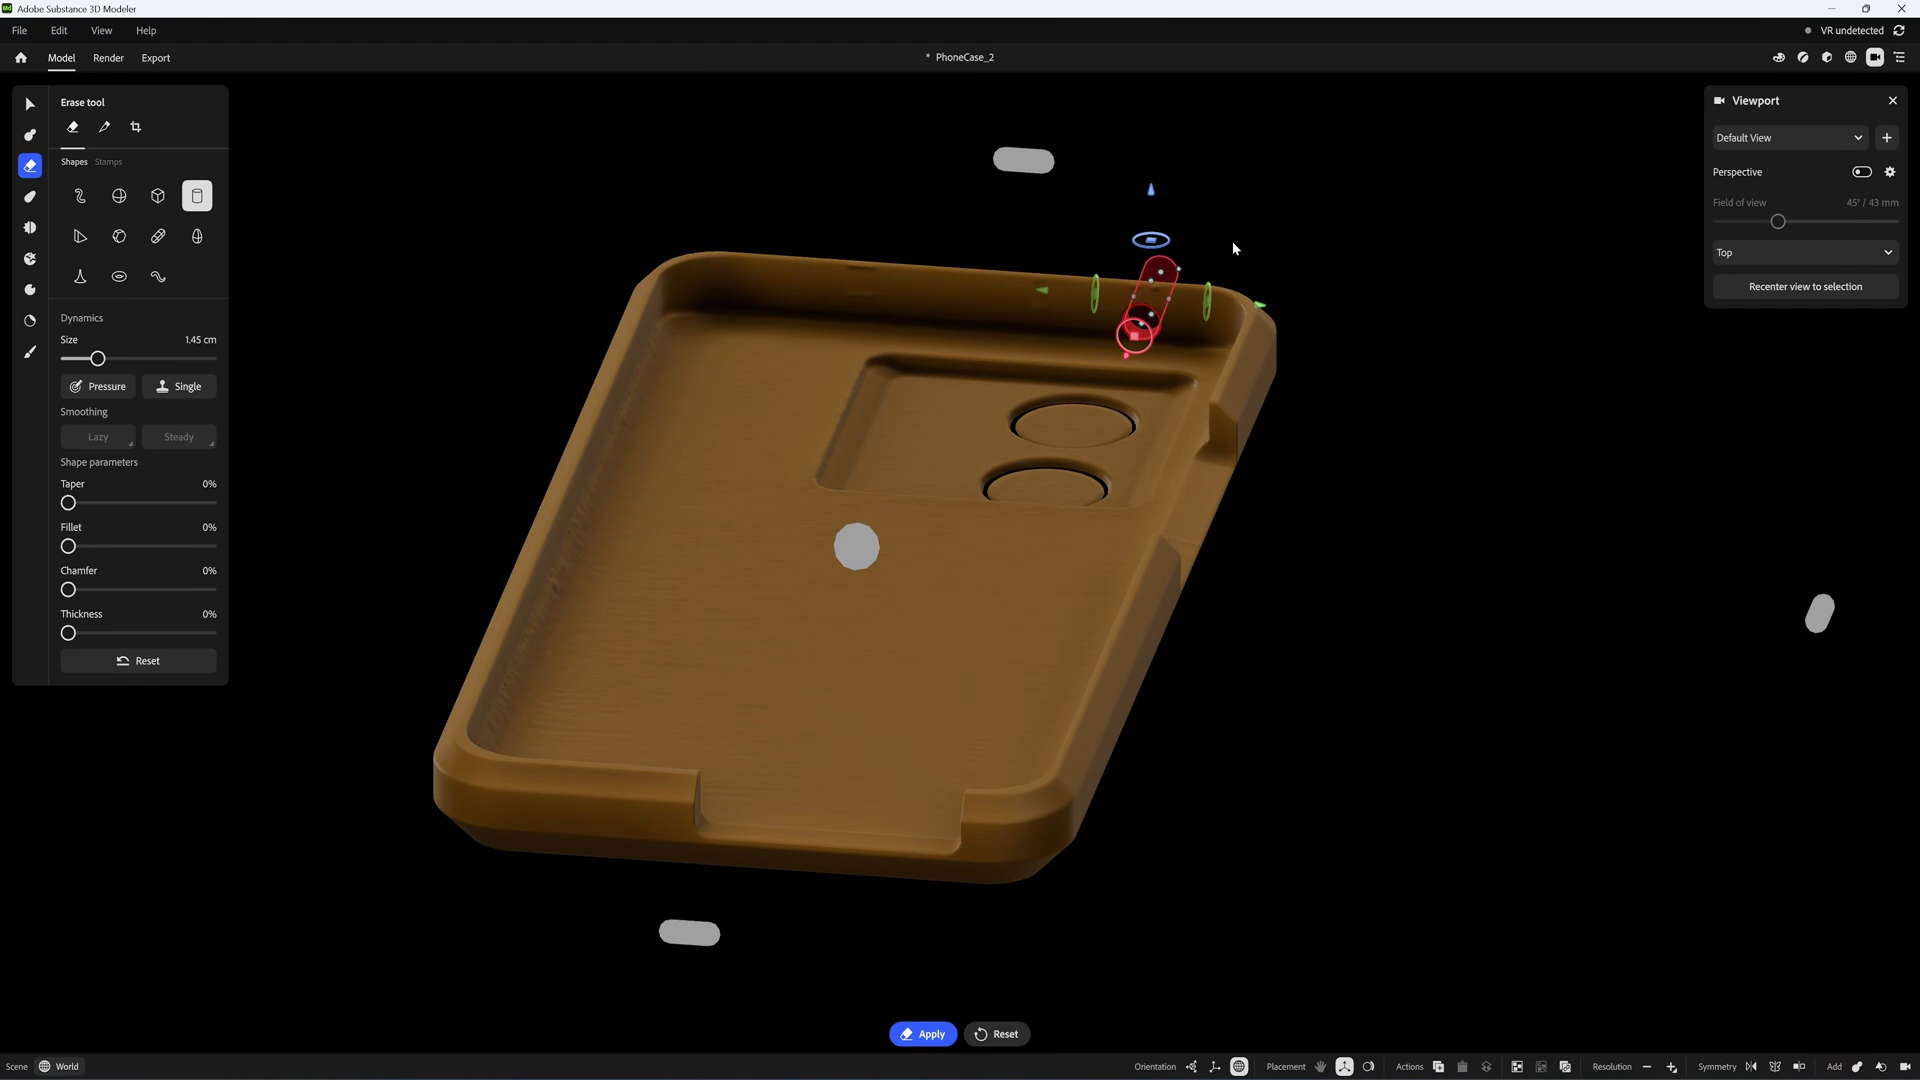 Adobe Substance 3D Modeler
File Edit View Help
VR undetected
Model Render Export
* PhoneCase_2
Erase tool
Shapes Stamps
Dynamics
Size 1.45 cm
Pressure Single
Smoothing
Lazy Steady
Shape parameters
Taper 0%
Fillet 0%
Chamfer 0%
Thickness 0%
Reset
Viewport
Default View
Perspective
Field of view 45° / 43 mm
Top
Recenter view to selection
Apply Reset
Scene World Orientation Placement Actions Resolution Symmetry Add